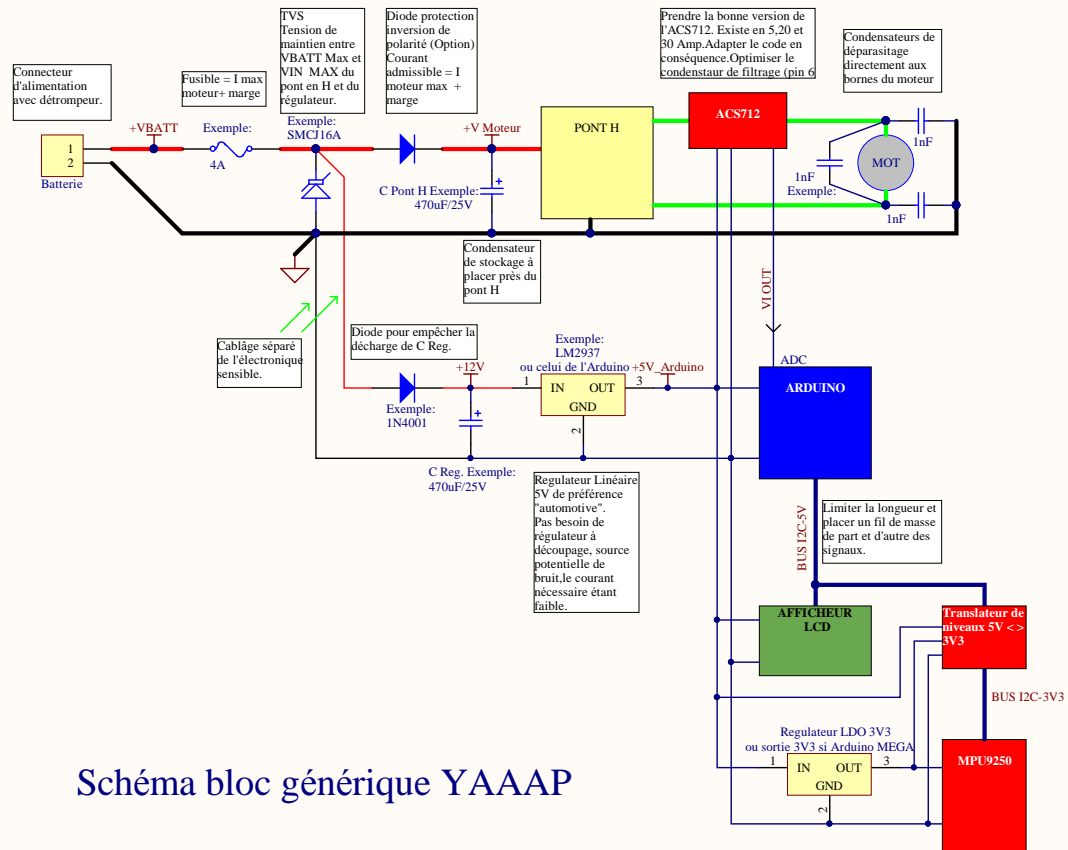 Connecteur
d'alimentation
avec détrompeur.
Fusible = I max
moteur+ marge
TVS
Tension de
maintien entre
VBATT Max et
VIN MAX du
pont en H et du
régulateur.
Diode protection
inversion de
polarité (Option)
Courant
admissible = I
moteur max +
marge
Prendre la bonne version de
l'ACS712. Existe en 5,20 et
30 Amp.Adapter le code en
conséquence.Optimiser le
condenstaur de filtrage (pin 6
Condensateurs de
déparasitage
directement aux
bornes du moteur
+VBATT
Exemple:
4A
Exemple:
SMCJ16A
+V Moteur
PONT H
ACS712
1
2
Batterie
C Pont H Exemple:
470uF/25V
1nF
MOT
1nF
Exemple:
1nF
Condensateur
de stockage à
placer près du
pont H
VI OUT
Cablâge séparé
de l'électronique
sensible.
Diode pour empêcher la
décharge de C Reg.
+12V
Exemple:
LM2937
ou celui de l'Arduino
+5V_Arduino
1
IN
OUT
3
GND
2
Exemple:
1N4001
ADC
ARDUINO
C Reg. Exemple:
470uF/25V
Regulateur Linéaire
5V de préférence
"automotive".
Pas besoin de
régulateur à
découpage, source
potentielle de
bruit,le courant
nécessaire étant
faible.
BUS I2C-5V
Limiter la longueur et
placer un fil de masse
de part et d'autre des
signaux.
AFFICHEUR
LCD
Translateur de
niveaux 5V < >
3V3
BUS I2C-3V3
Regulateur LDO 3V3
ou sortie 3V3 si Arduino MEGA
1
IN
OUT
3
GND
2
MPU9250
Schéma bloc générique YAAAP